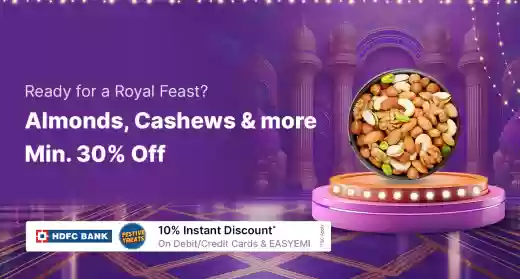 Ready for a Royal Feast?
Almonds, Cashews & more
Min. 30% Off
HDFC BANK
FESTIVE
TREATS
10% Instant Discount*
On Debit/Credit Cards & EASYEMI